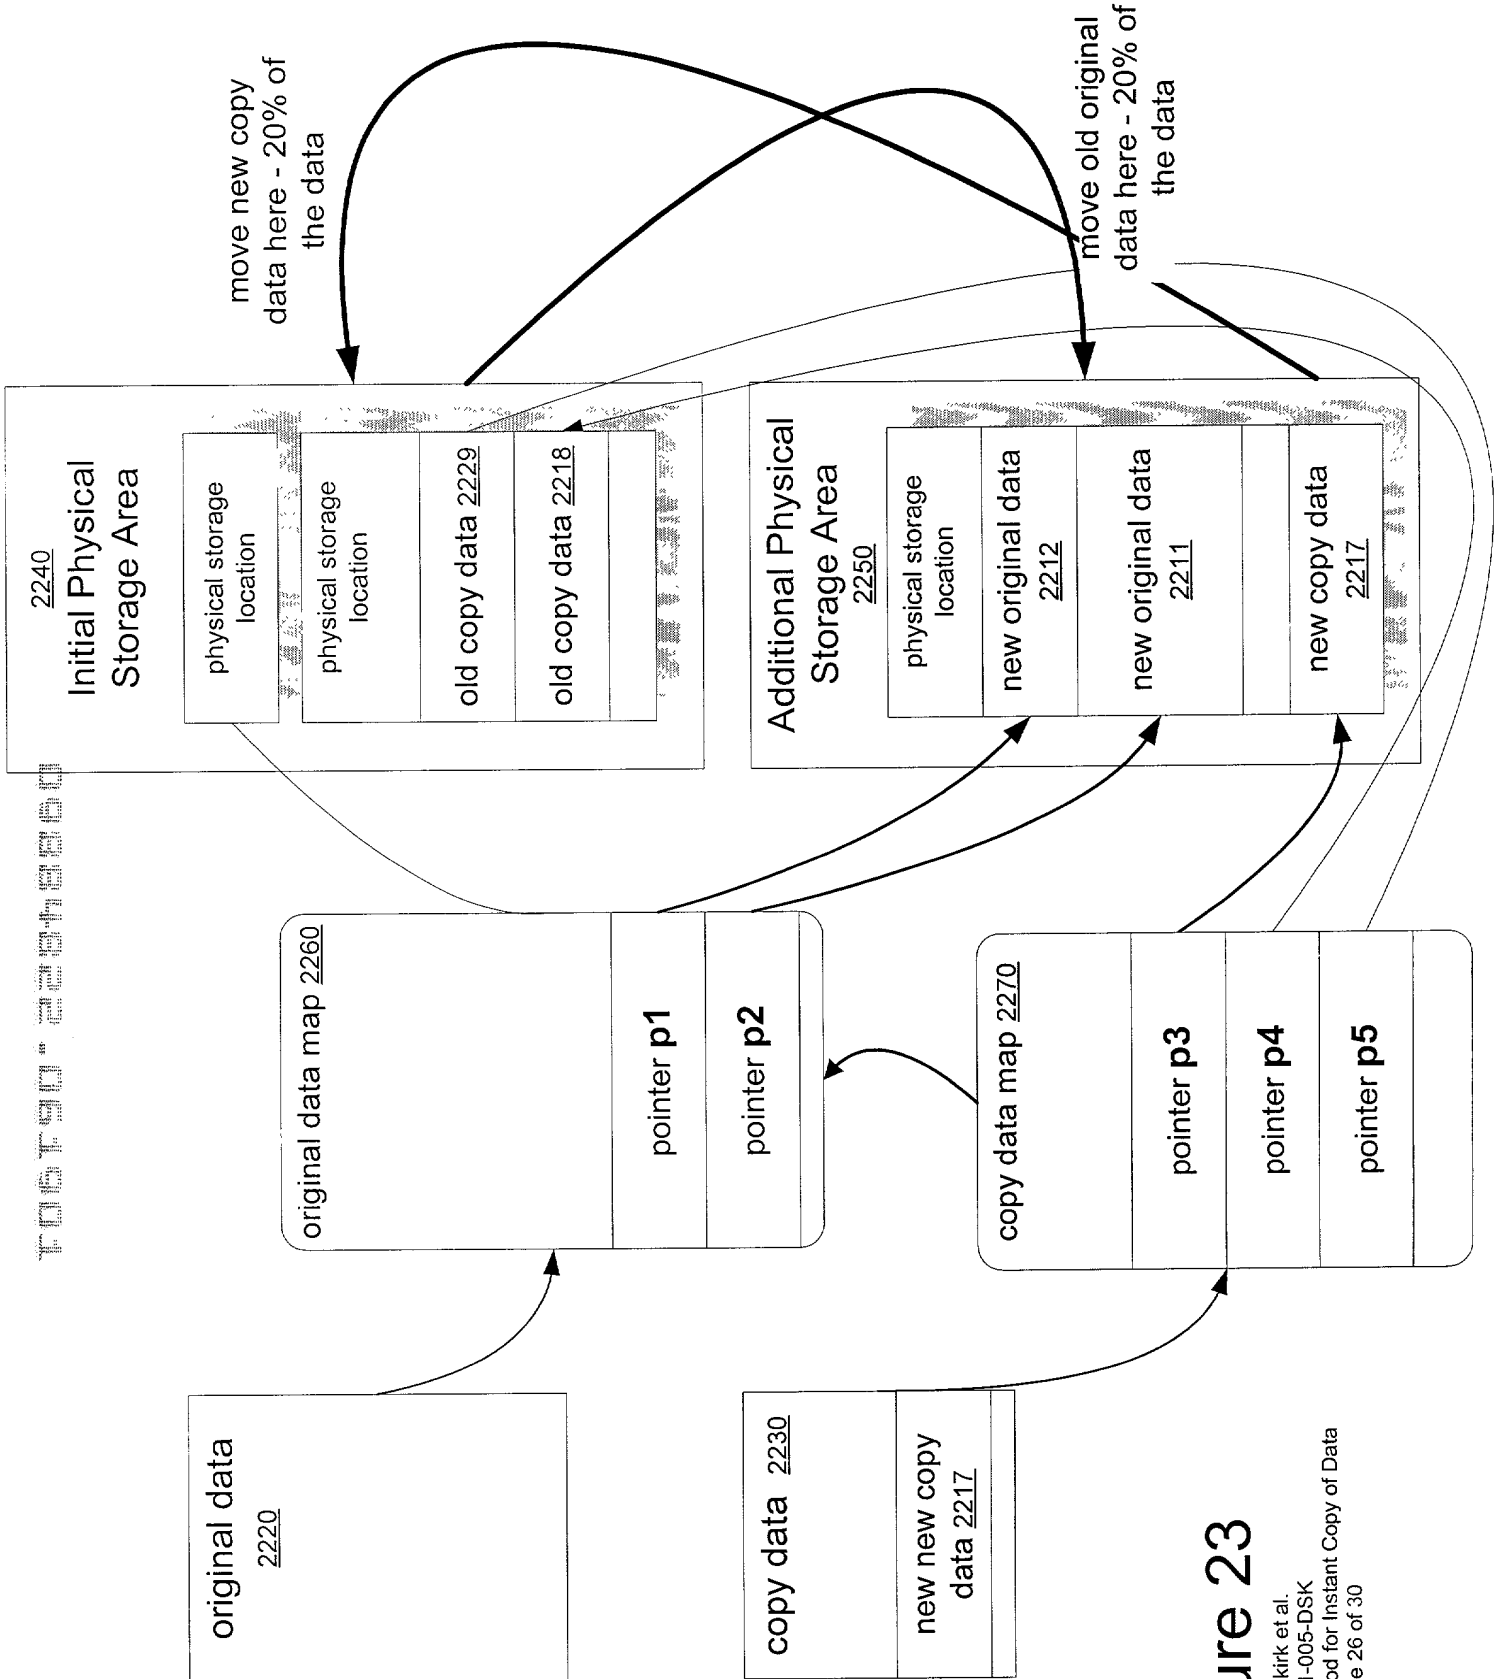 original data
2220
copy data 2230
new new copy
data 2217
original data map 2260
pointer p1
pointer p2
copy data map 2270
pointer p3
pointer p4
pointer p5
2240
Initial Physical
Storage Area
physical storage
location
physical storage
location
old copy data 2229
old copy data 2218
Additional Physical
Storage Area
2250
physical storage
location
new original data
2212
new original data
2211
new copy data
2217
move new copy
data here - 20% of
the data
move old original
data here - 20% of
the data
ure 23
kirk et al.
-005-DSK
od for Instant Copy of Data
e 26 of 30